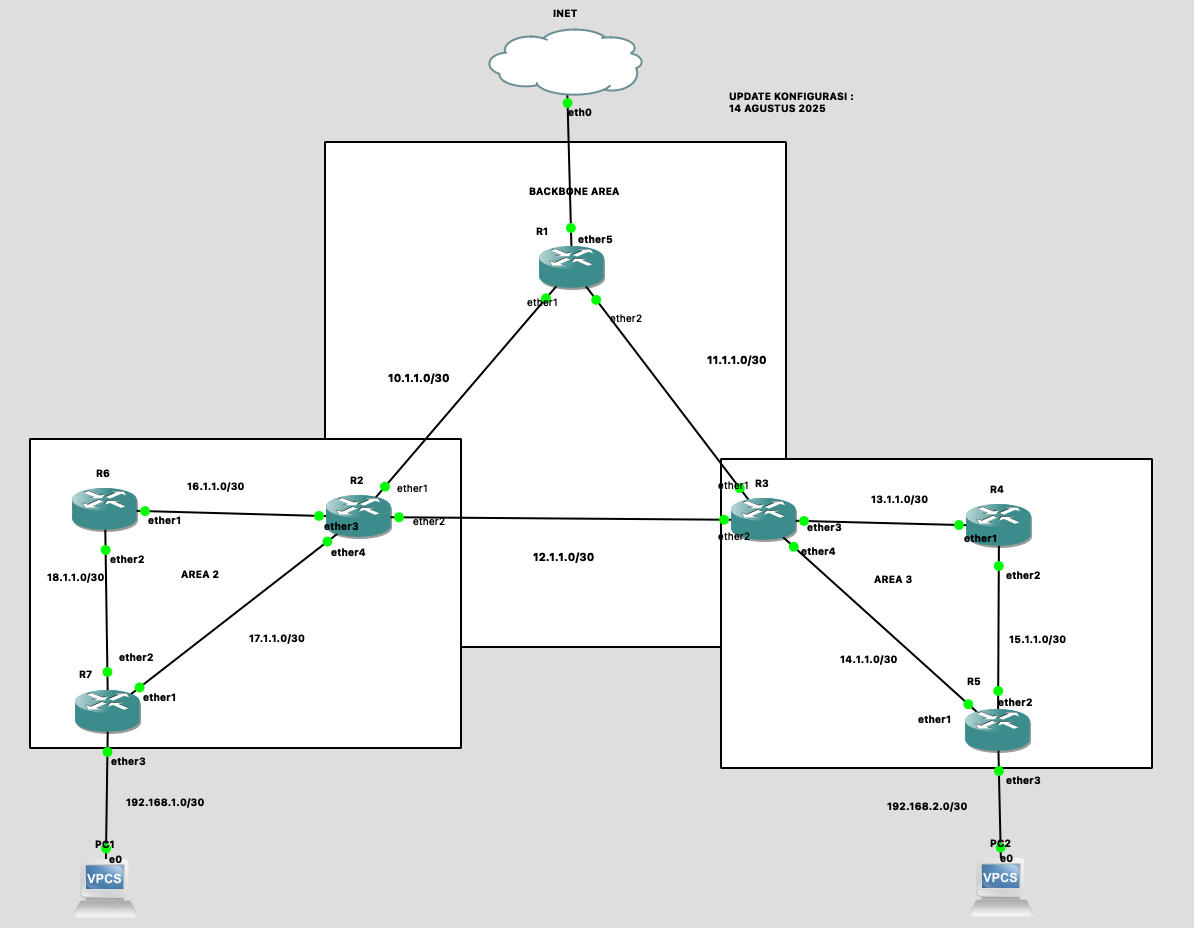 INET
eth0
UPDATE KONFIGURASI :
14 AGUSTUS 2025
BACKBONE AREA
R1
ether5
ether1
ether2
11.1.1.0/30
10.1.1.0/30
R6
R2
16.1.1.0/30
ether1
ether1
ether3
ether2
ether2
ether4
18.1.1.0/30
AREA 2
12.1.1.0/30
17.1.1.0/30
ether2
R7
ether1
ether3
192.168.1.0/30
PC1
e0
VPCS
ether1
R3
13.1.1.0/30
R4
ether2
ether3
ether1
ether4
AREA 3
ether2
15.1.1.0/30
14.1.1.0/30
R5
ether2
ether1
ether3
192.168.2.0/30
PC2
e0
VPCS